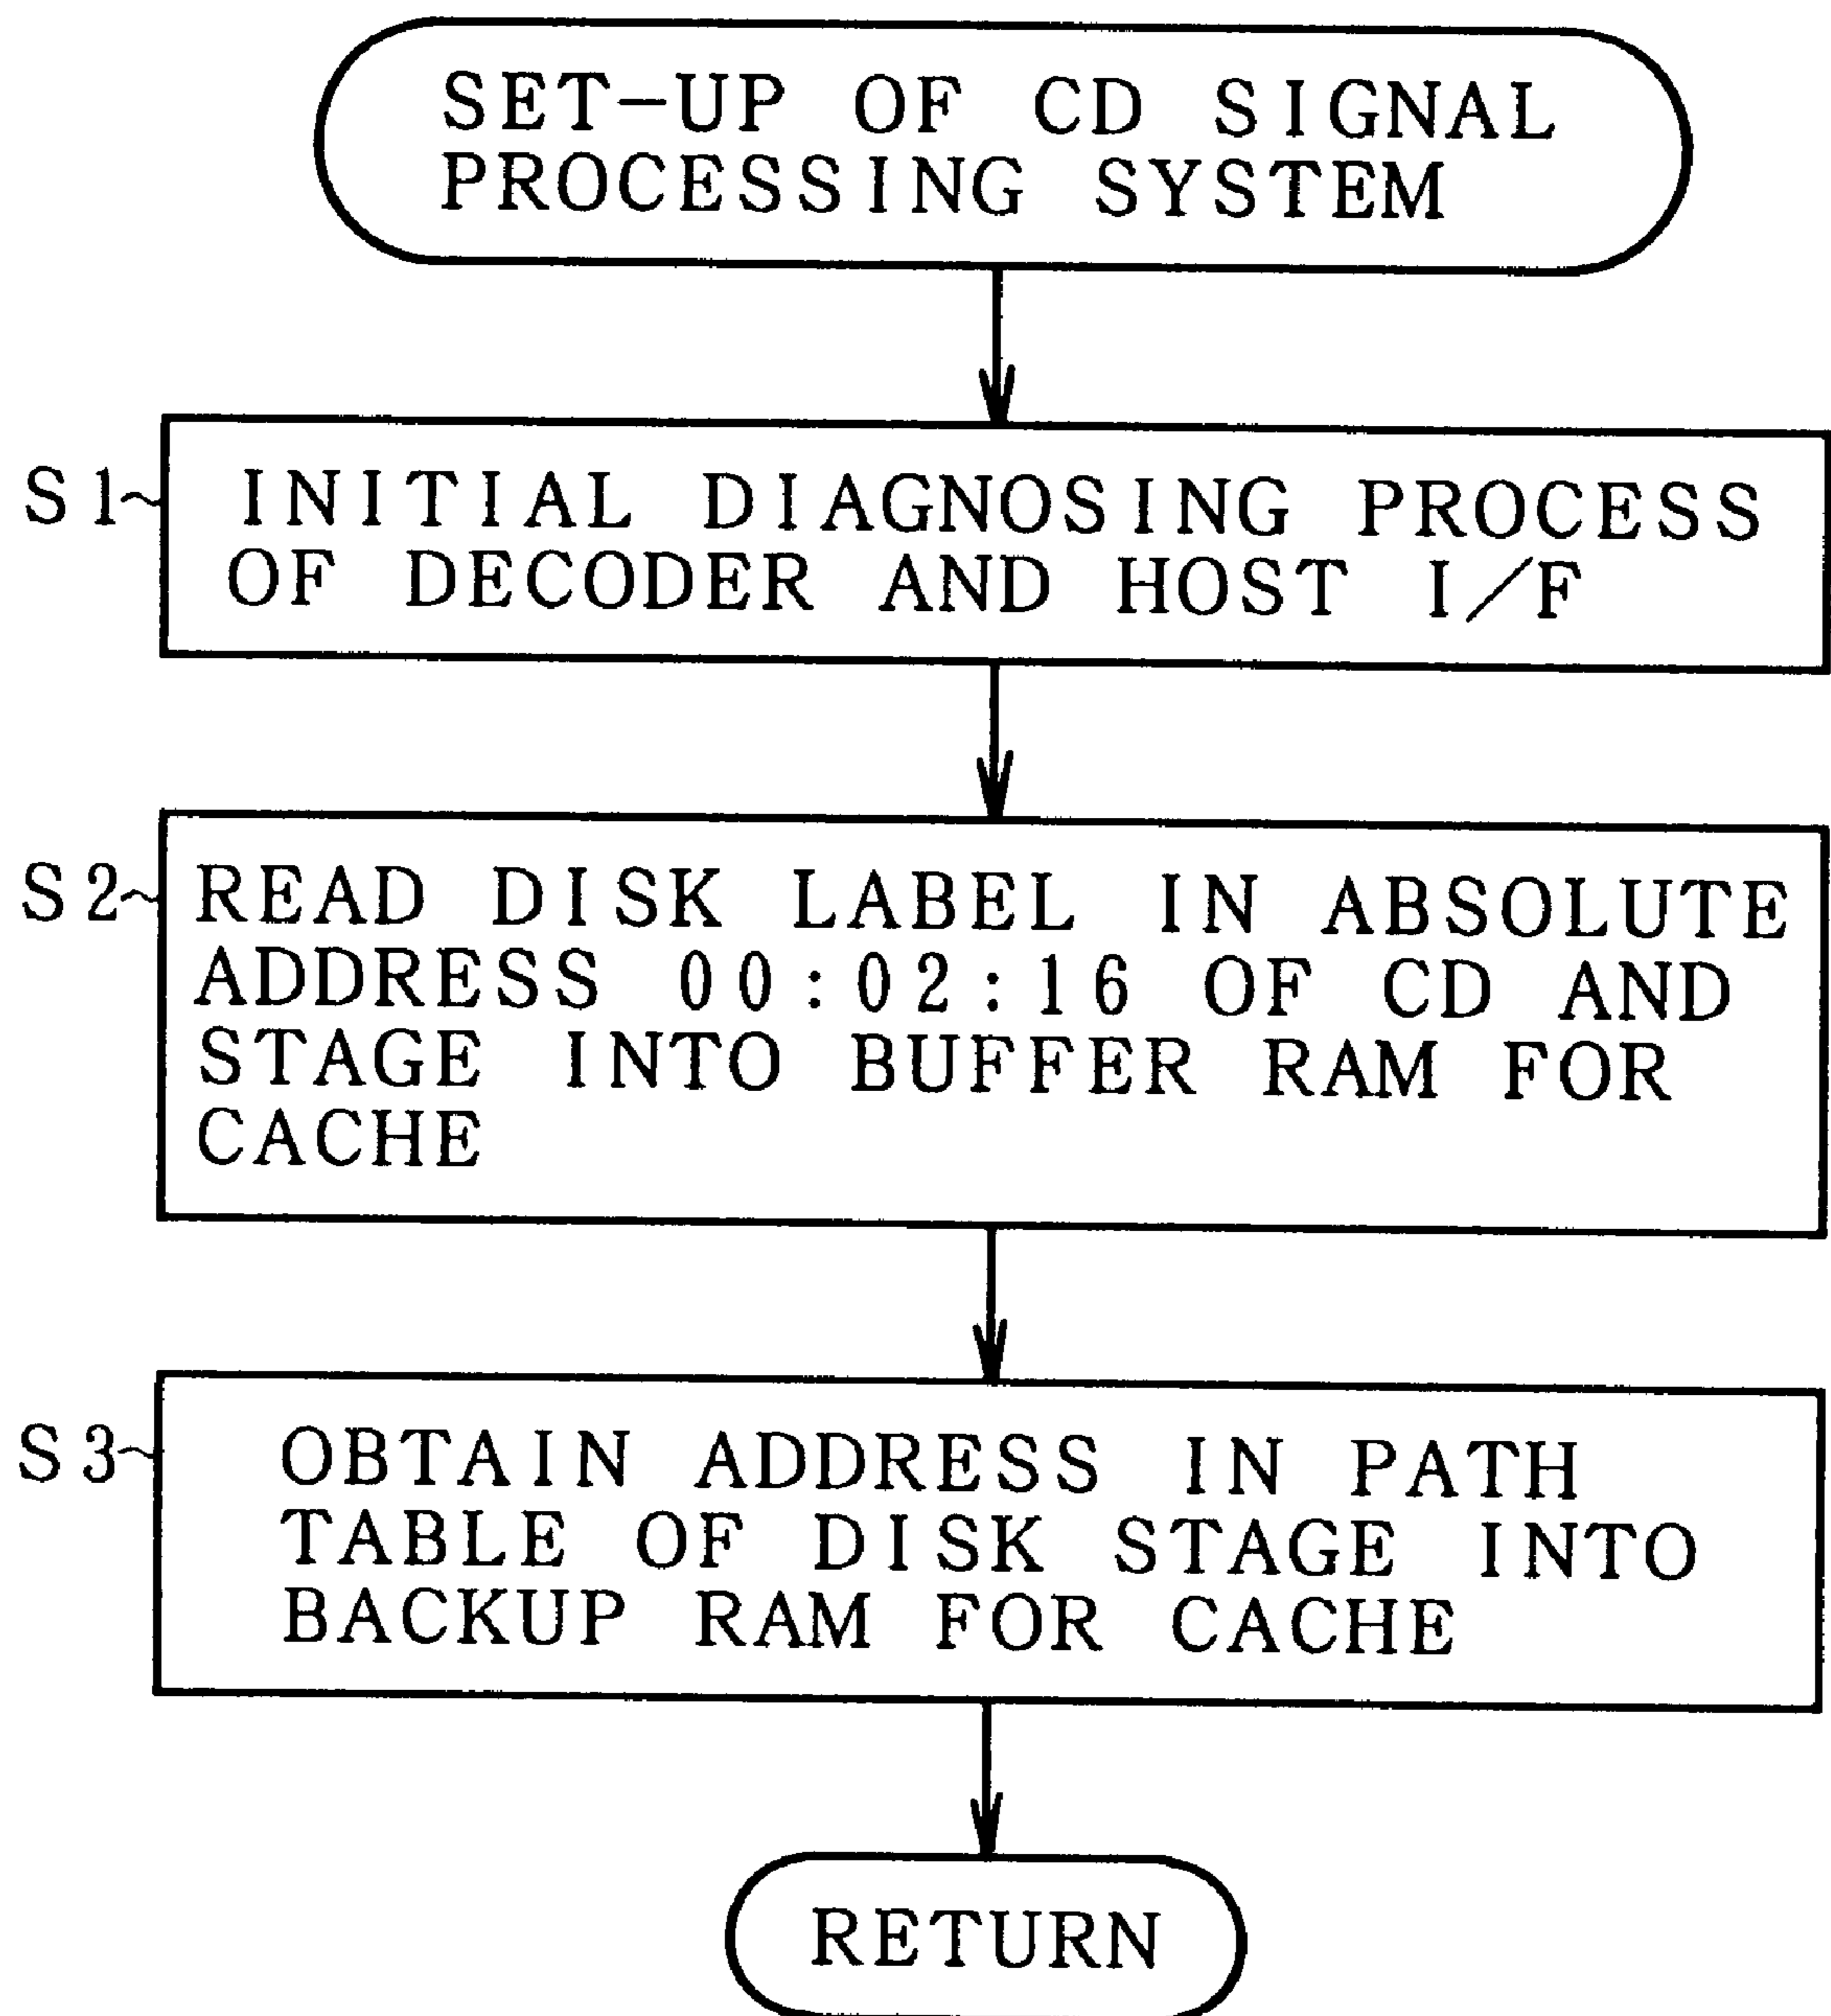 SET-UP OF CD SIGNAL
PROCESSING SYSTEM
S1
INITIAL DIAGNOSING PROCESS
OF DECODER AND HOST I/F
S2
READ DISK LABEL IN ABSOLUTE
ADDRESS 00:02:16 OF CD AND
STAGE INTO BUFFER RAM FOR
CACHE
S3
OBTAIN ADDRESS IN PATH
TABLE OF DISK STAGE INTO
BACKUP RAM FOR CACHE
RETURN